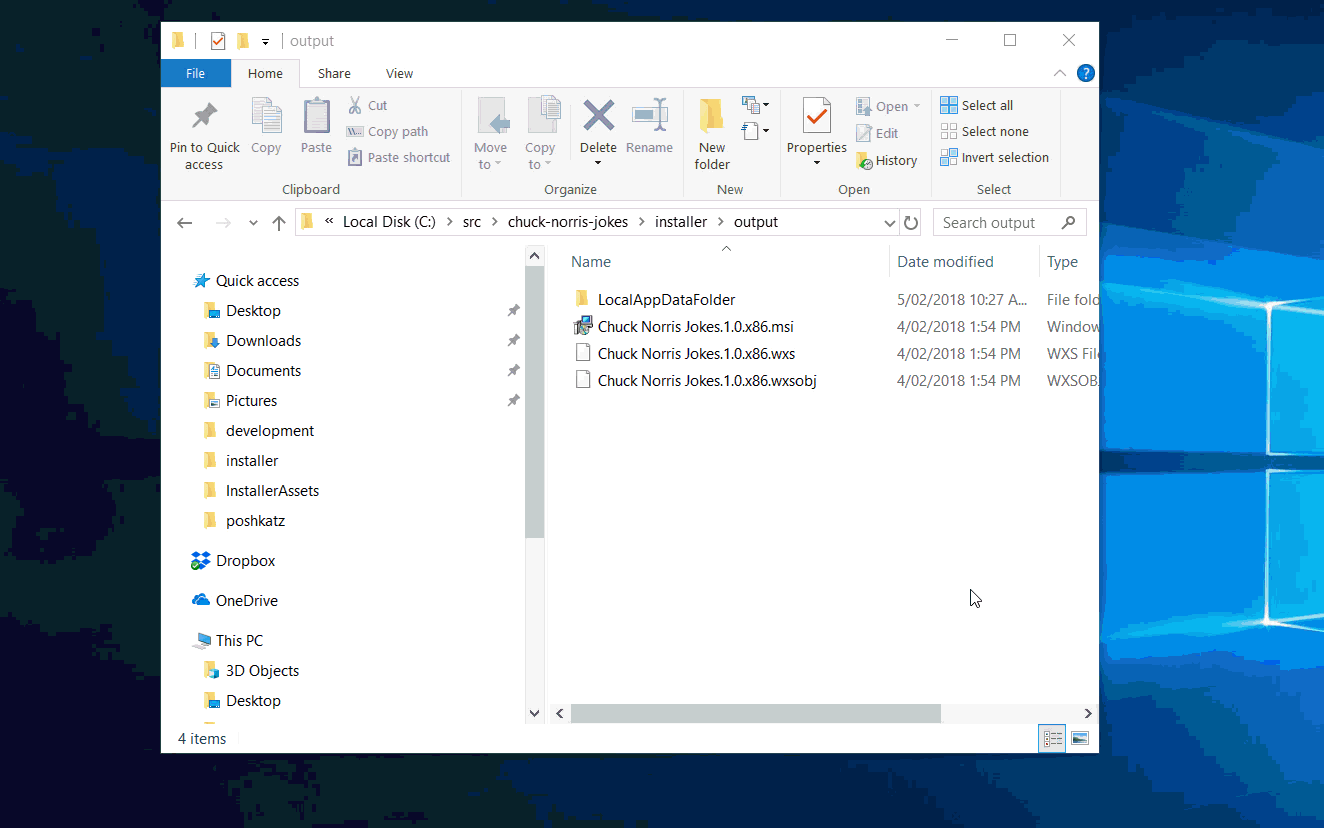 output
File Home Share View
Pin to Quick access
Copy
Paste
Cut
Copy path
Paste shortcut
Clipboard
Move to
Copy to
Delete
Rename
Organize
New folder
New
Properties
Open
Edit
History
Open
Select all
Select none
Invert selection
Select
« Local Disk (C:) > src > chuck-norris-jokes > installer > output
Search output
Quick access
Desktop
Downloads
Documents
Pictures
development
installer
InstallerAssets
poshkatz
Dropbox
OneDrive
This PC
3D Objects
Desktop
Name Date modified Type
LocalAppDataFolder 5/02/2018 10:27 A... File fold
Chuck Norris Jokes.1.0.x86.msi 4/02/2018 1:54 PM Window
Chuck Norris Jokes.1.0.x86.wxs 4/02/2018 1:54 PM WXS File
Chuck Norris Jokes.1.0.x86.wxsobj 4/02/2018 1:54 PM WXSOB
4 items